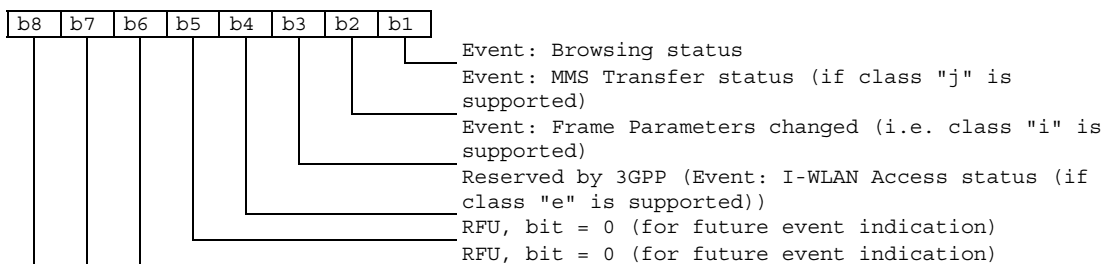 b8 b7 b6 b5 b4 b3 b2 b1
Event: Browsing status
Event: MMS Transfer status (if class "j" is
supported)
Event: Frame Parameters changed (i.e. class "i" is
supported)
Reserved by 3GPP (Event: I-WLAN Access status (if
class "e" is supported))
RFU, bit = 0 (for future event indication)
RFU, bit = 0 (for future event indication)